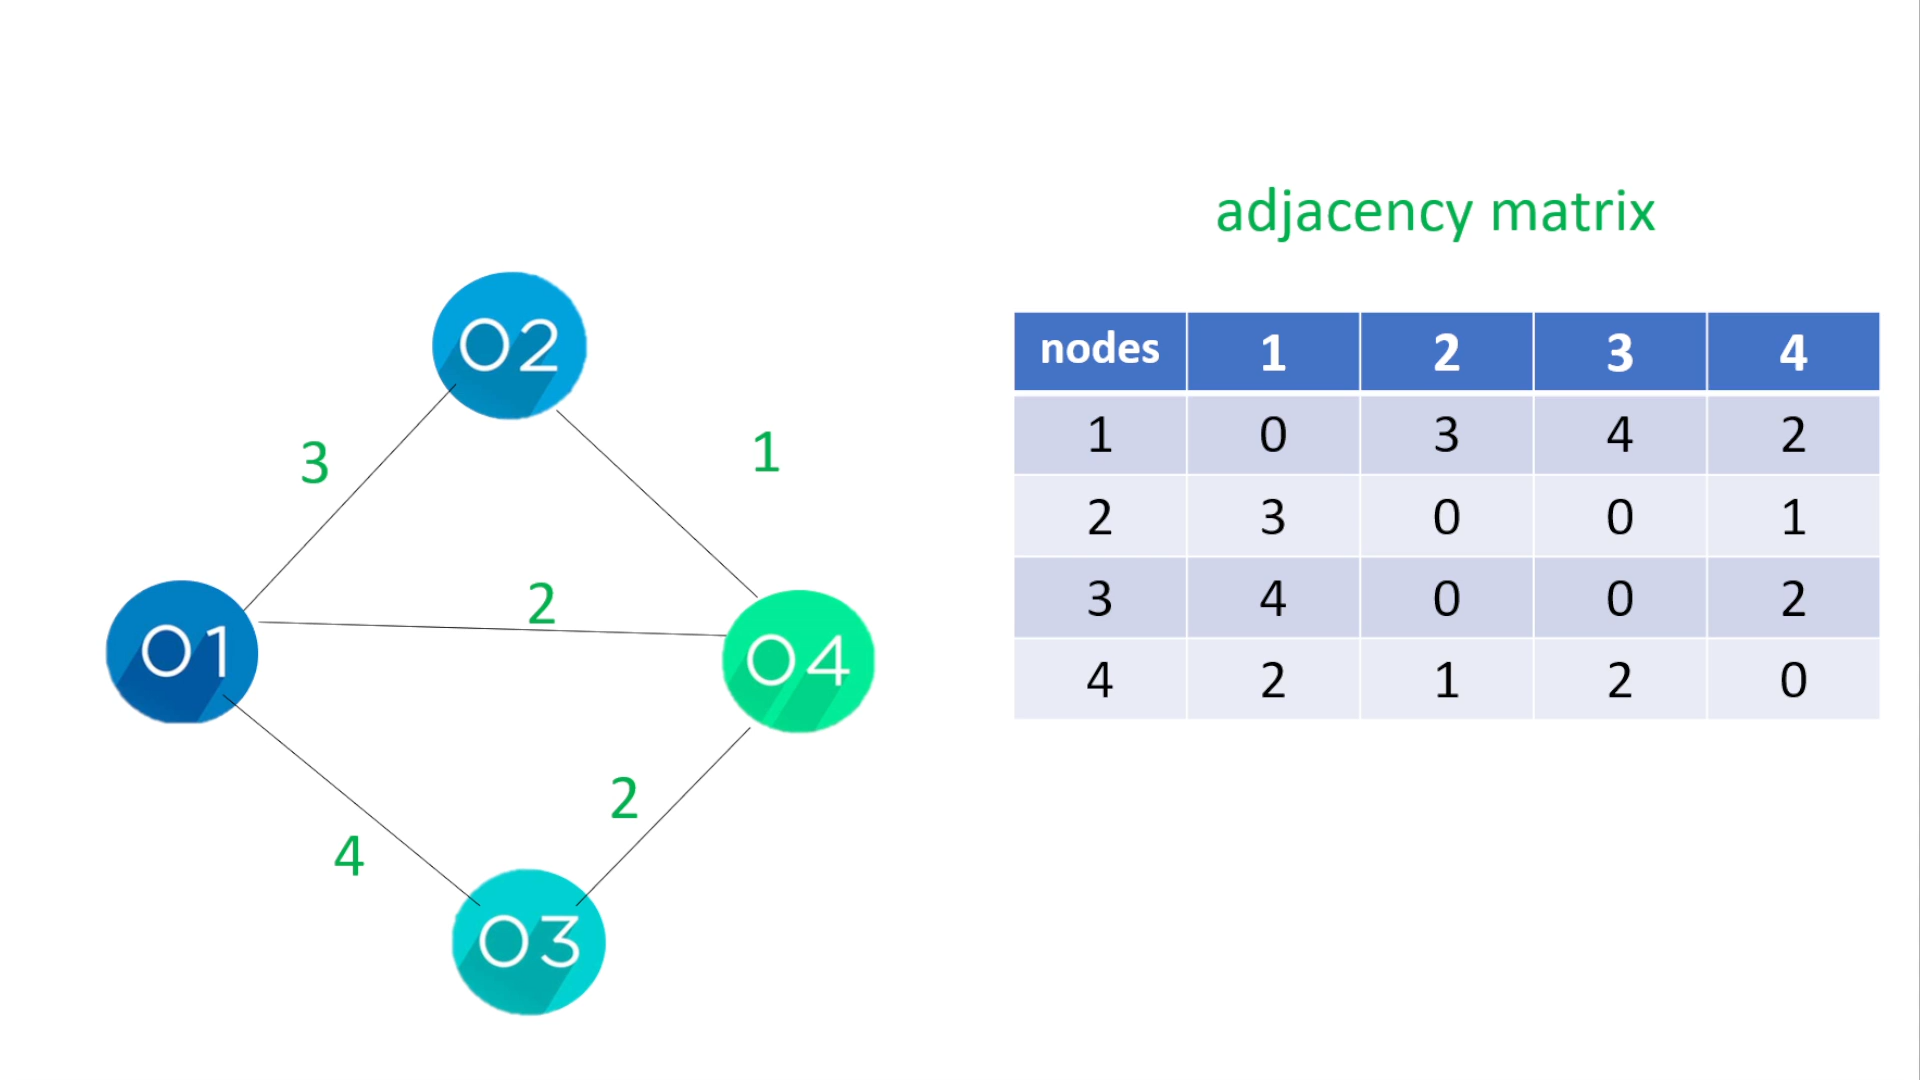 adjacency matrix
nodes 1 2 3 4
1 0 3 4 2
2 3 0 0 1
3 4 0 0 2
4 2 1 2 0
02
3
1
2
01
04
2
4
03